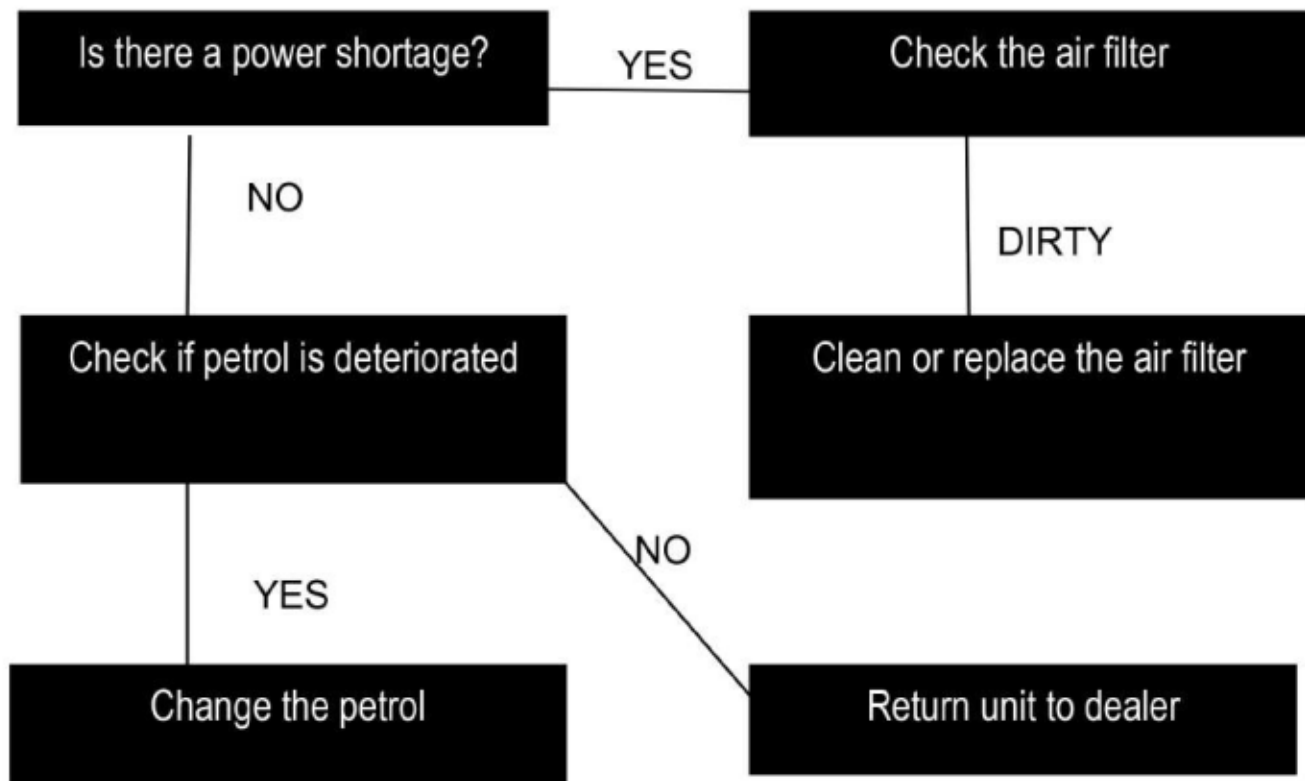 Is there a power shortage?
YES
Check the air filter
NO
DIRTY
Check if petrol is deteriorated
Clean or replace the air filter
NO
YES
Change the petrol
Return unit to dealer